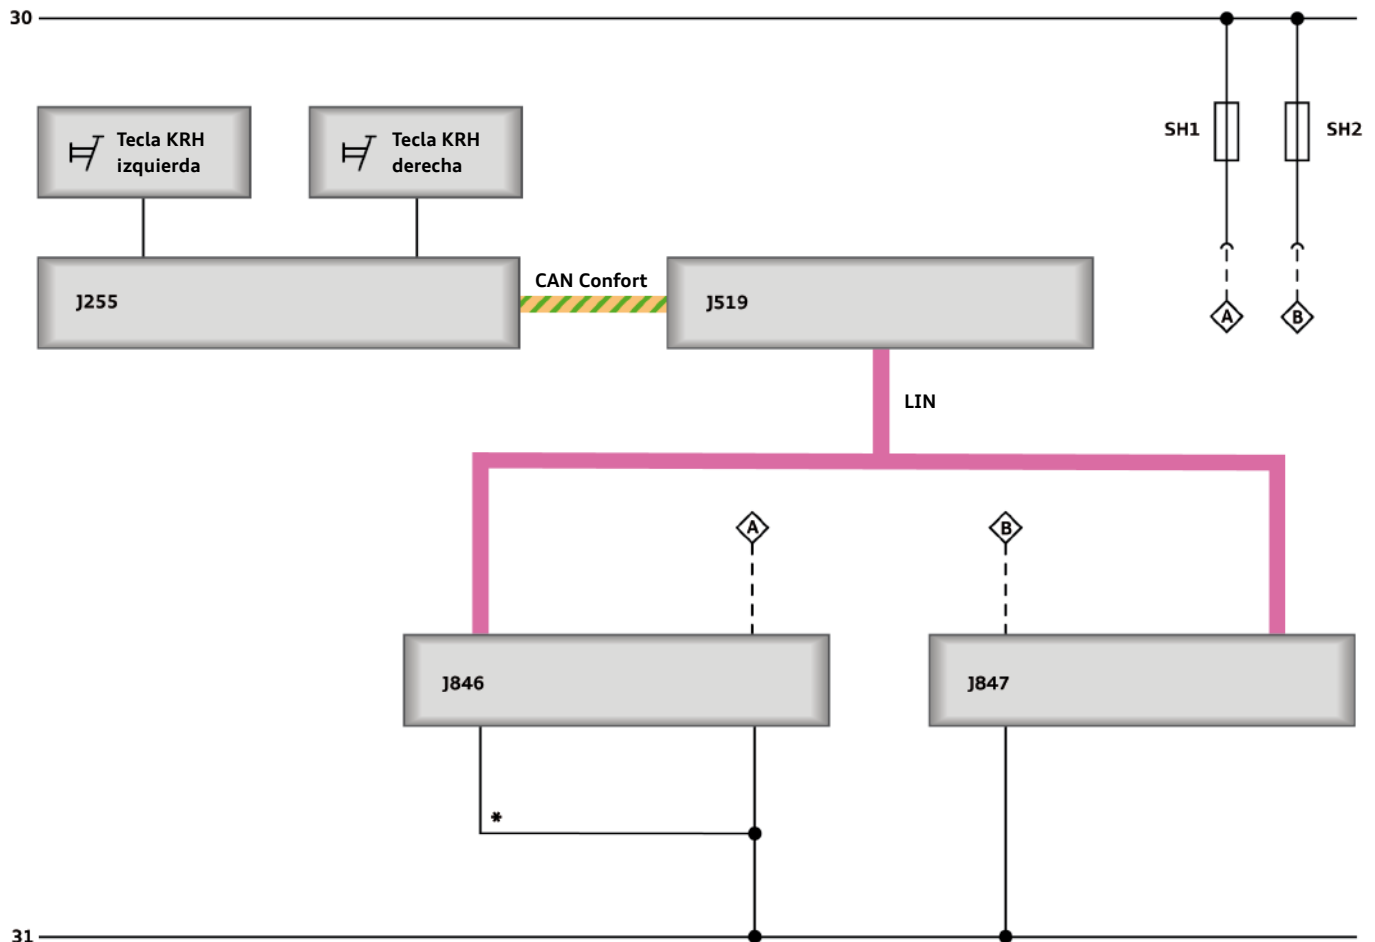 30
Tecla KRH
izquierda
Tecla KRH
derecha
SH1
SH2
J255
CAN Confort
J519
A
B
LIN
A
B
J846
J847
*
31